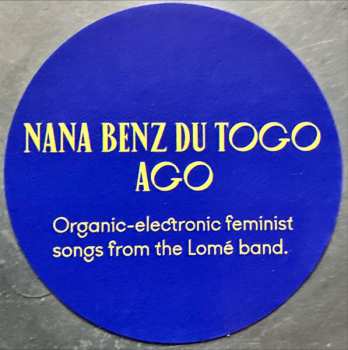 NANA BENZ DU TOGO
AGO
Organic-electronic feminist
songs from the Lomé band.